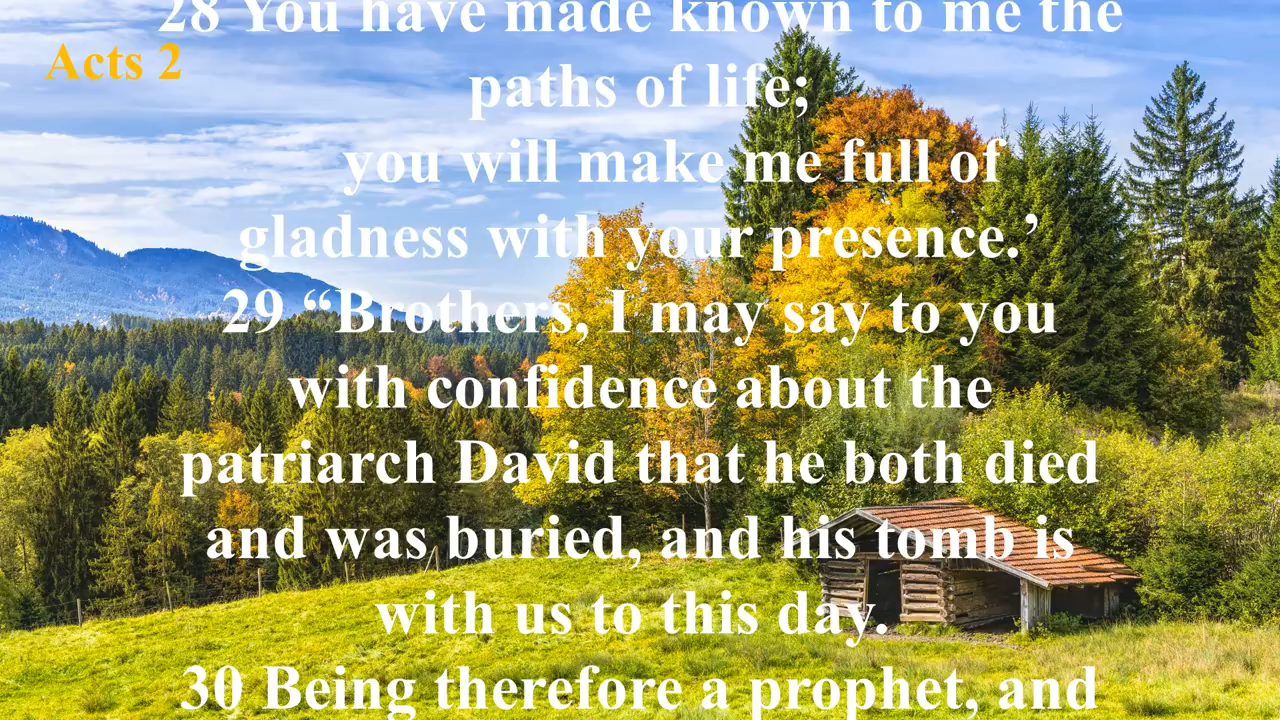 28 You have made known to me the
Acts 2
paths of life;
you will make me full of
gladness with your presence.’
29 “Brothers, I may say to you
with confidence about the
patriarch David that he both died
and was buried, and his tomb is
with us to this day.
30 Being therefore a prophet, and